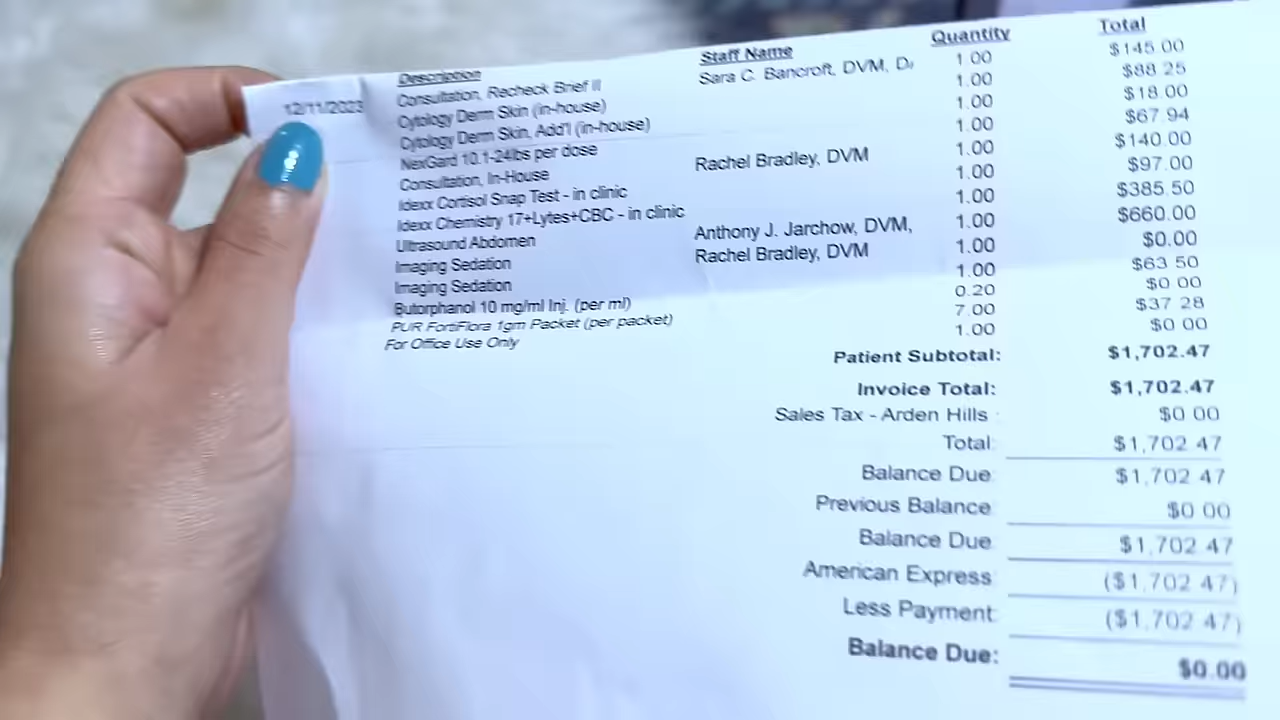 Description Staff Name Quantity Total
12/11/2023 Consultation, Recheck Brief II Sara C. Bancroft, DVM, D 1.00 $145.00
Cytology Derm Skin (in-house) 1.00 $88.25
Cytology Derm Skin, Add'l (in-house) 1.00 $18.00
NexGard 10.1-24lbs per dose 1.00 $67.94
Consultation, In-House Rachel Bradley, DVM 1.00 $140.00
Idexx Cortisol Snap Test - in clinic 1.00 $97.00
Idexx Chemistry 17+Lytes+CBC - in clinic 1.00 $385.50
Ultrasound Abdomen Anthony J. Jarchow, DVM, 1.00 $660.00
Imaging Sedation Rachel Bradley, DVM 1.00 $0.00
Imaging Sedation 1.00 $63.50
Butorphanol 10 mg/ml Inj. (per ml) 0.20 $0.00
PUR FortiFlora 1gm Packet (per packet) 7.00 $37.28
For Office Use Only 1.00 $0.00
Patient Subtotal: $1,702.47
Invoice Total: $1,702.47
Sales Tax - Arden Hills : $0.00
Total: $1,702.47
Balance Due: $1,702.47
Previous Balance: $0.00
Balance Due: $1,702.47
American Express: ($1,702.47)
Less Payment: ($1,702.47)
Balance Due: $0.00